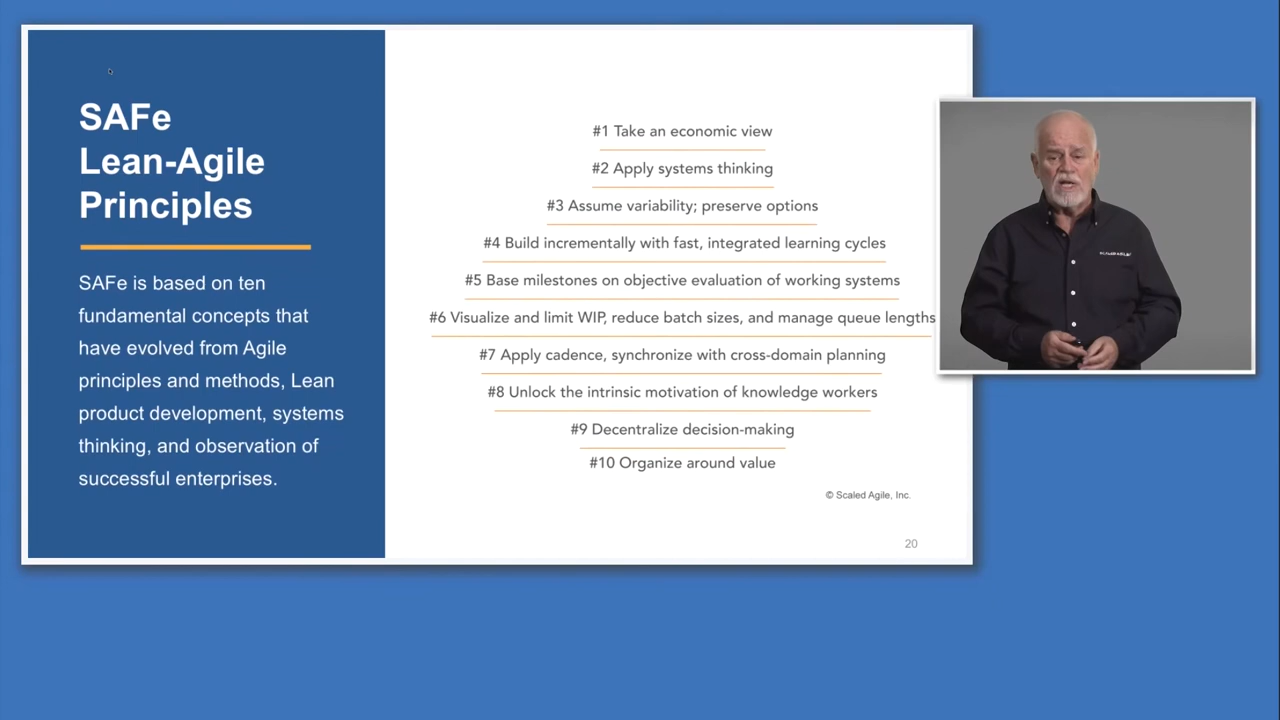 SAFe
Lean-Agile
Principles
SAFe is based on ten
fundamental concepts that
have evolved from Agile
principles and methods, Lean
product development, systems
thinking, and observation of
successful enterprises.
#1 Take an economic view
#2 Apply systems thinking
#3 Assume variability; preserve options
#4 Build incrementally with fast, integrated learning cycles
#5 Base milestones on objective evaluation of working systems
#6 Visualize and limit WIP, reduce batch sizes, and manage queue lengths
#7 Apply cadence, synchronize with cross-domain planning
#8 Unlock the intrinsic motivation of knowledge workers
#9 Decentralize decision-making
#10 Organize around value
© Scaled Agile, Inc.
20